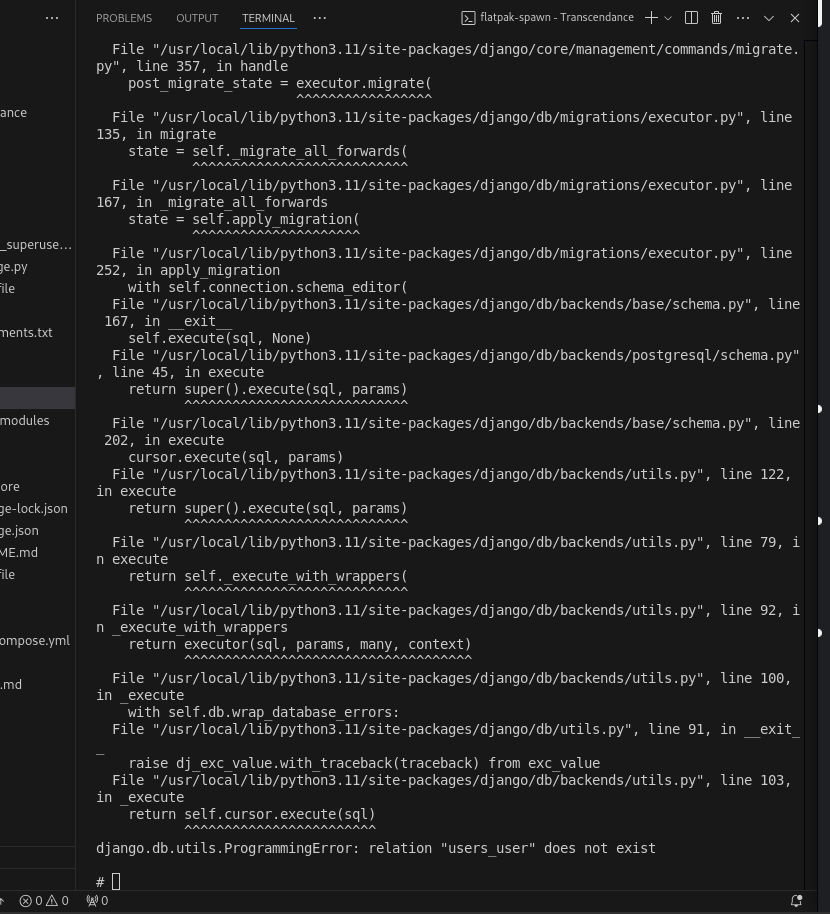 PROBLEMS OUTPUT TERMINAL ··· flatpak-spawn - Transcendance
File "/usr/local/lib/python3.11/site-packages/django/core/management/commands/migrate.
py", line 357, in handle
post_migrate_state = executor.migrate(
^^^^^^^^^^^^^^^^^
File "/usr/local/lib/python3.11/site-packages/django/db/migrations/executor.py", line
135, in migrate
state = self._migrate_all_forwards(
^^^^^^^^^^^^^^^^^^^^^^^^^^^
File "/usr/local/lib/python3.11/site-packages/django/db/migrations/executor.py", line
167, in _migrate_all_forwards
state = self.apply_migration(
^^^^^^^^^^^^^^^^^^^^^
File "/usr/local/lib/python3.11/site-packages/django/db/migrations/executor.py", line
252, in apply_migration
with self.connection.schema_editor(
File "/usr/local/lib/python3.11/site-packages/django/db/backends/base/schema.py", line
167, in __exit__
self.execute(sql, None)
File "/usr/local/lib/python3.11/site-packages/django/db/backends/postgresql/schema.py"
, line 45, in execute
return super().execute(sql, params)
^^^^^^^^^^^^^^^^^^^^^^^^^^^^
File "/usr/local/lib/python3.11/site-packages/django/db/backends/base/schema.py", line
202, in execute
cursor.execute(sql, params)
File "/usr/local/lib/python3.11/site-packages/django/db/backends/utils.py", line 122,
in execute
return super().execute(sql, params)
^^^^^^^^^^^^^^^^^^^^^^^^^^^^
File "/usr/local/lib/python3.11/site-packages/django/db/backends/utils.py", line 79, i
n execute
return self._execute_with_wrappers(
^^^^^^^^^^^^^^^^^^^^^^^^^^^^
File "/usr/local/lib/python3.11/site-packages/django/db/backends/utils.py", line 92, i
n _execute_with_wrappers
return executor(sql, params, many, context)
^^^^^^^^^^^^^^^^^^^^^^^^^^^^^^^^^^^^
File "/usr/local/lib/python3.11/site-packages/django/db/backends/utils.py", line 100,
in _execute
with self.db.wrap_database_errors:
File "/usr/local/lib/python3.11/site-packages/django/db/utils.py", line 91, in __exit_
_
raise dj_exc_value.with_traceback(traceback) from exc_value
File "/usr/local/lib/python3.11/site-packages/django/db/backends/utils.py", line 103,
in _execute
return self.cursor.execute(sql)
^^^^^^^^^^^^^^^^^^^^^^^^
django.db.utils.ProgrammingError: relation "users_user" does not exist
#
ance
_superuse...
ge.py
file
ments.txt
modules
ore
ge-lock.json
ge.json
ME.md
file
ompose.yml
.md
0 0 0